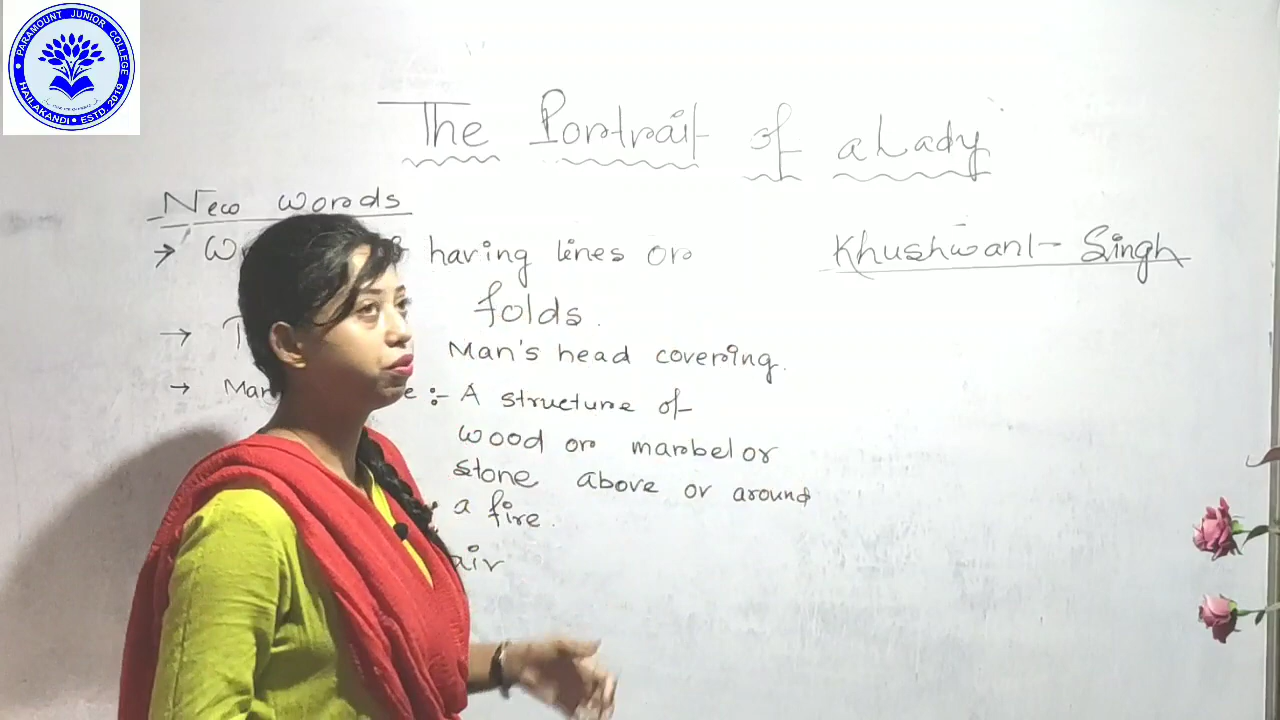 PARAMOUNT JUNIOR COLLEGE
HAILAKANDI • ESTD. 2019
The Portrait of a Lady
New words
Khushwant Singh
→ having lines or
folds.
→ Man's head covering.
→ :- A structure of
wood or marbel or
stone above or around
a fire.